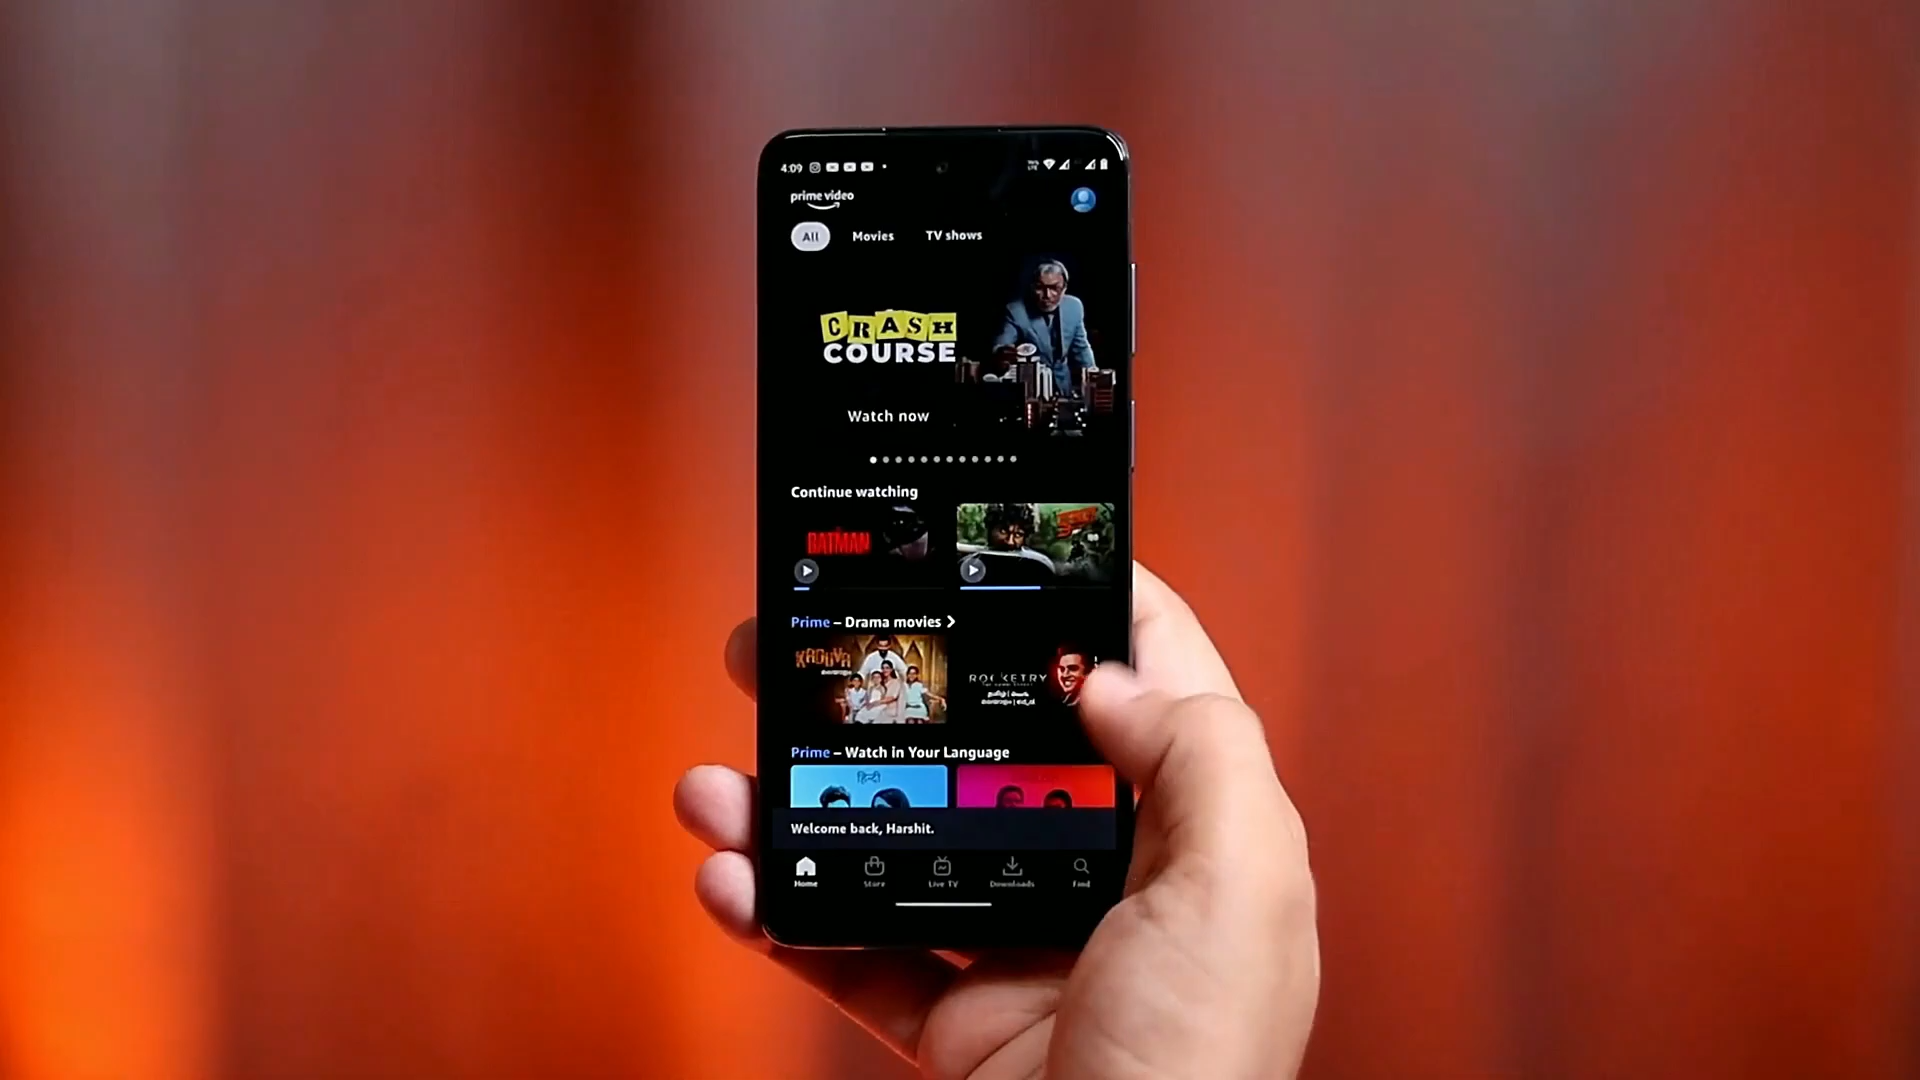 4:09
prime video
All Movies TV shows
CRASH
COURSE
Watch now
Continue watching
BATMAN
Prime – Drama movies
KADUVA
ROCKETRY
Prime – Watch in Your Language
Welcome back, Harshit.
Home Store Live TV Downloads Find